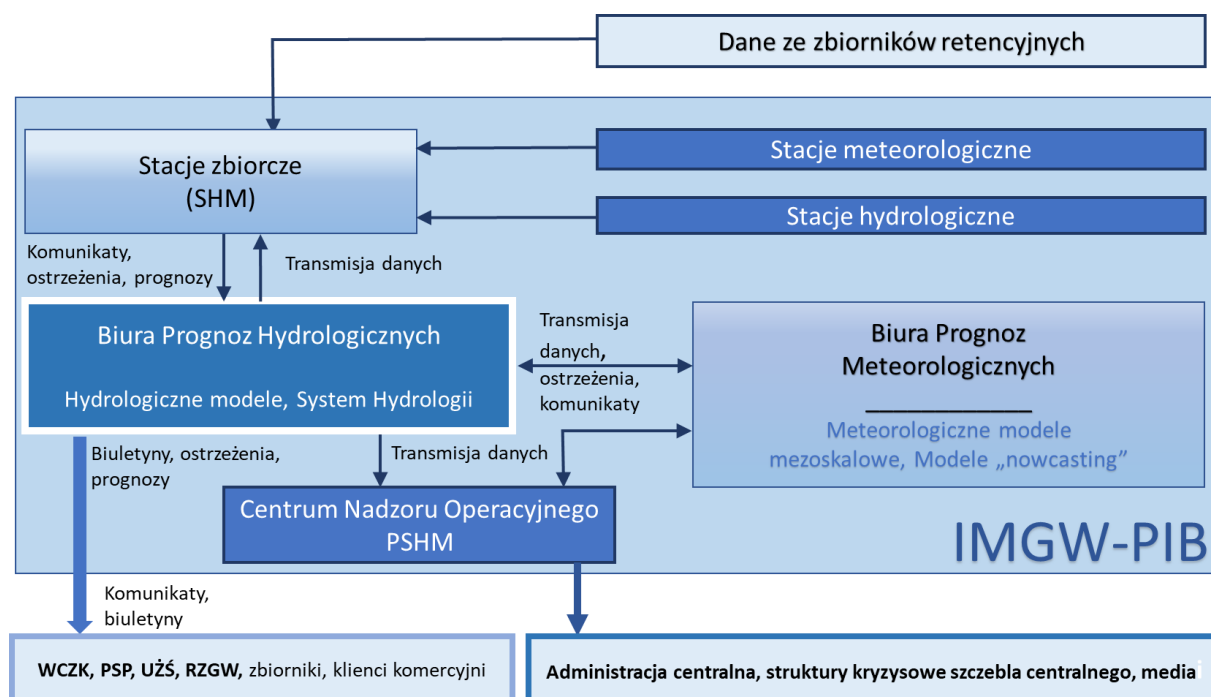 Dane ze zbiorników retencyjnych
Stacje zbiorcze
(SHM)
Stacje meteorologiczne
Stacje hydrologiczne
Komunikaty,
ostrzeżenia, prognozy
Transmisja danych
Biura Prognoz Hydrologicznych
Hydrologiczne modele, System Hydrologii
Transmisja
danych,
ostrzeżenia,
komunikaty
Biura Prognoz
Meteorologicznych
Meteorologiczne modele
mezoskalowe, Modele „nowcasting”
Biuletyny, ostrzeżenia,
prognozy
Transmisja danych
Centrum Nadzoru Operacyjnego
PSHM
IMGW-PIB
Komunikaty,
biuletyny
WCZK, PSP, UŻŚ, RZGW, zbiorniki, klienci komercyjni
Administracja centralna, struktury kryzysowe szczebla centralnego, mediai